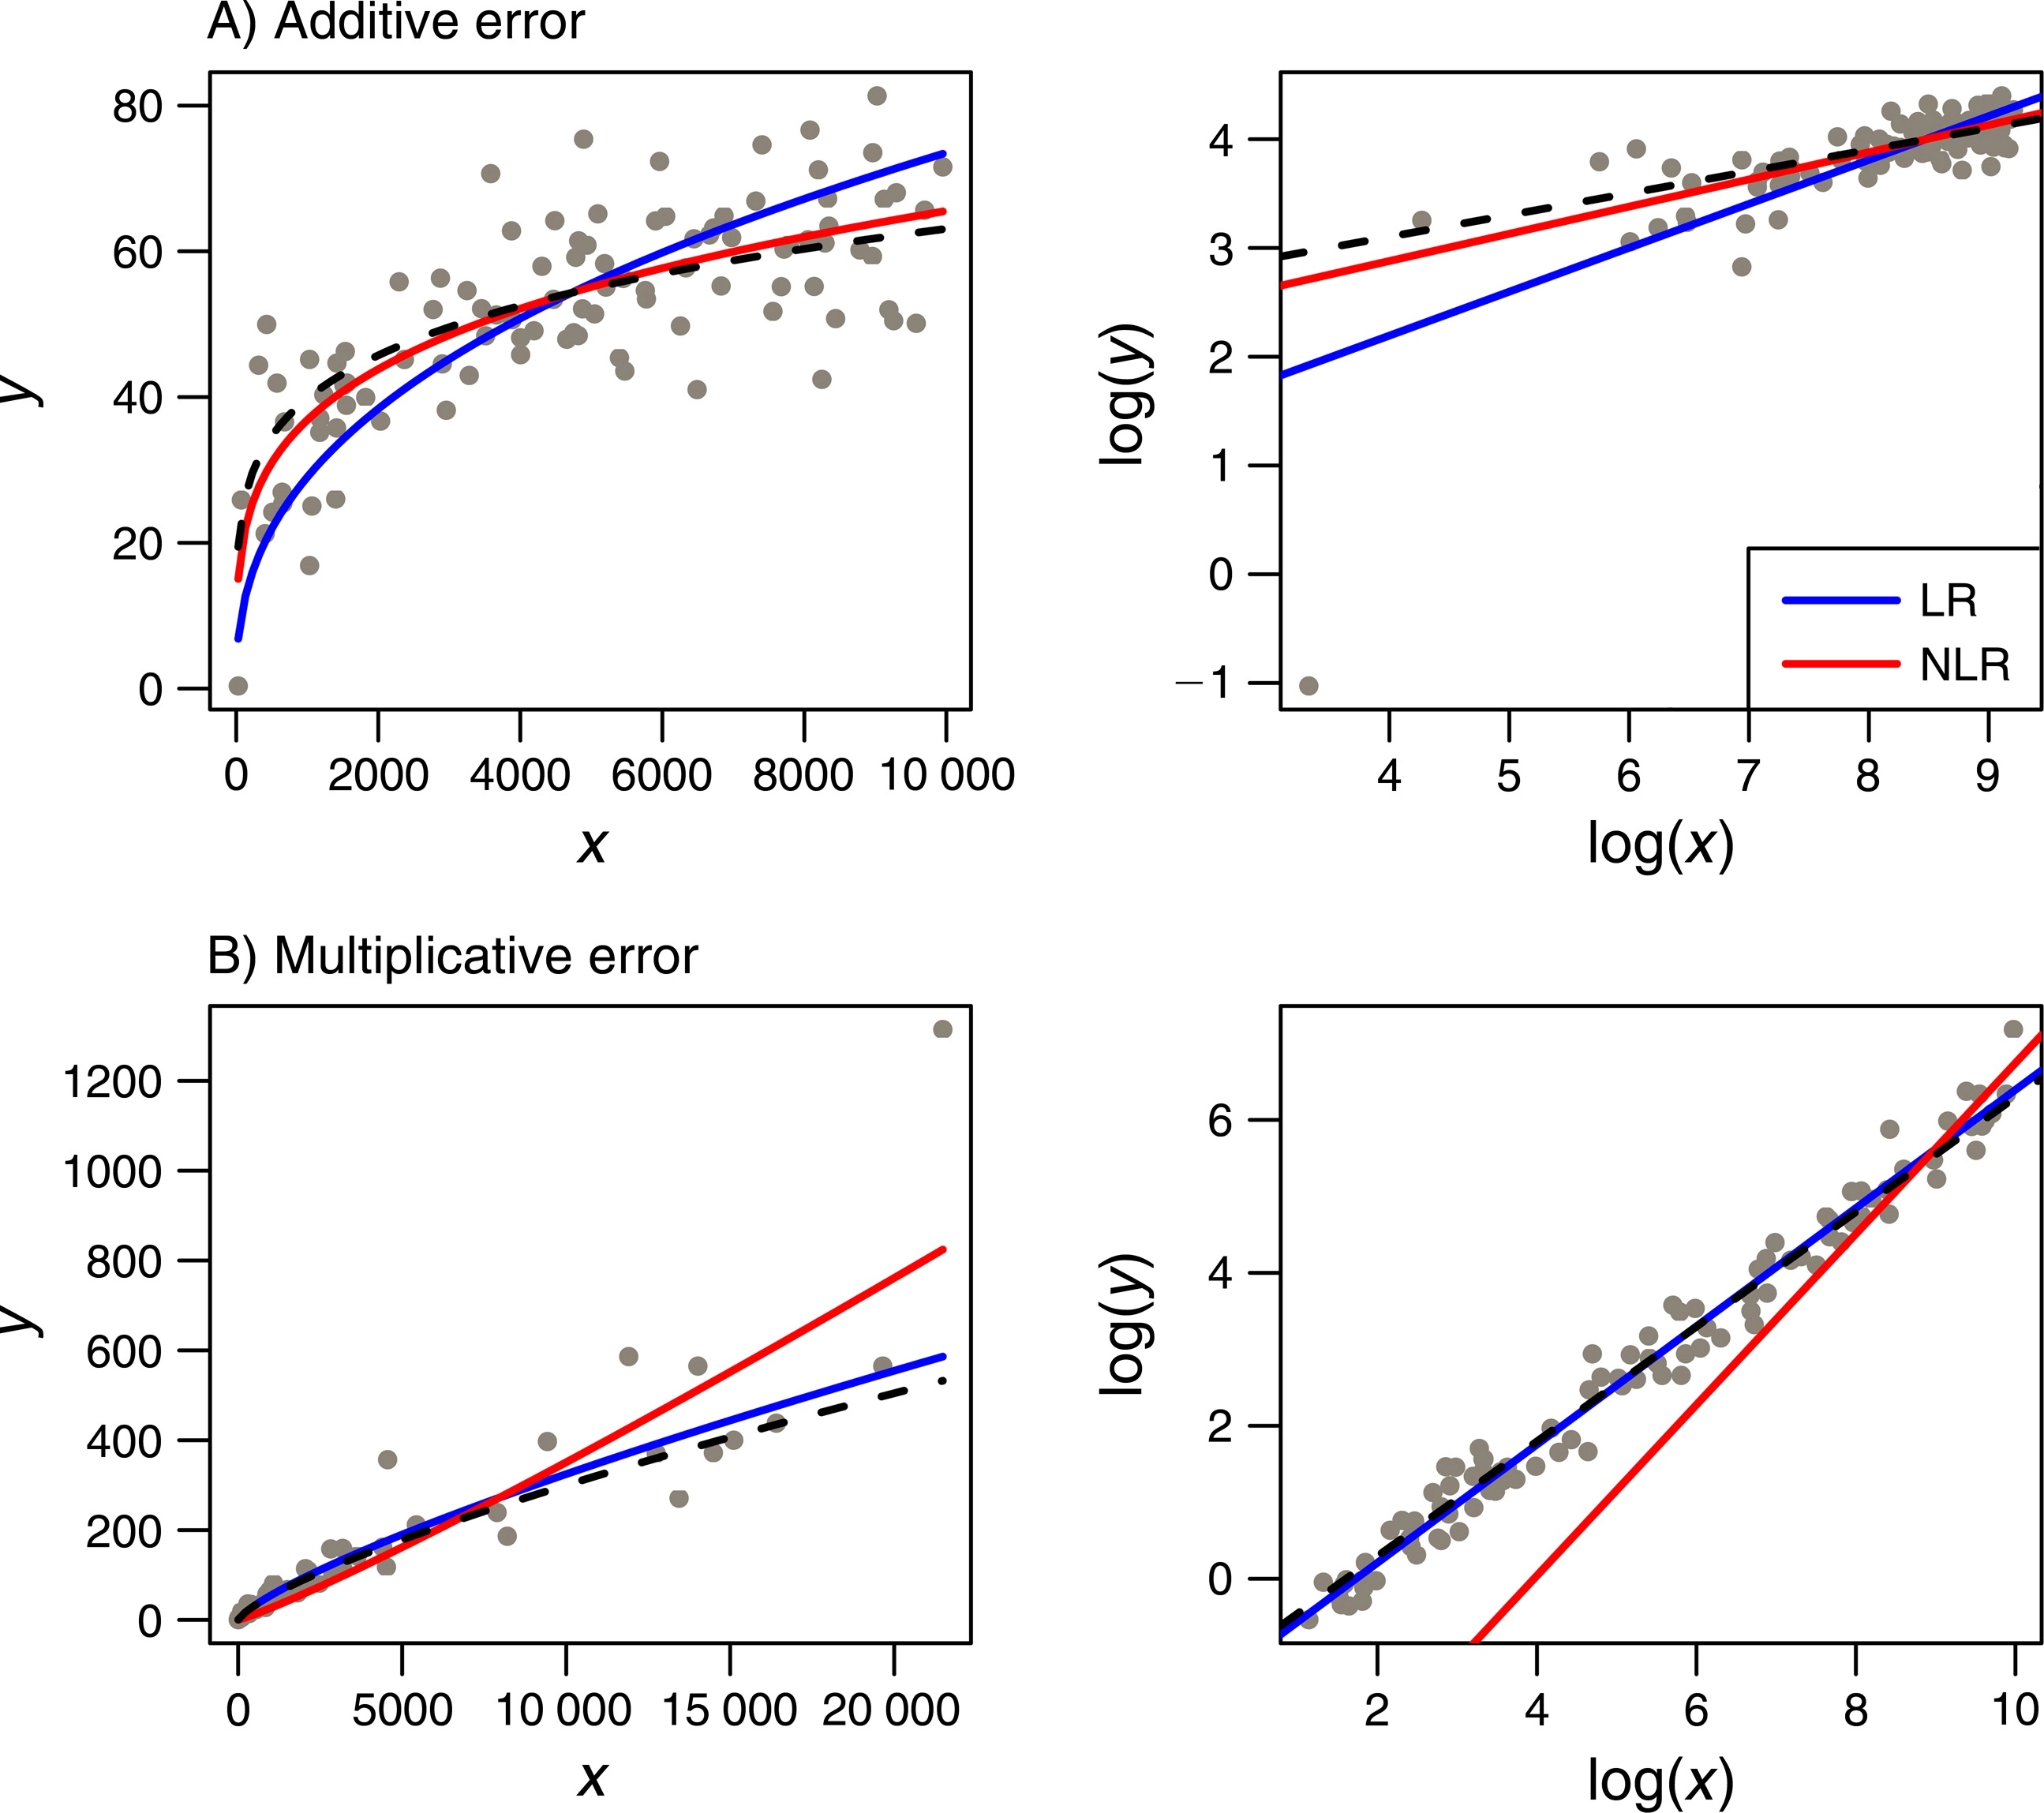 A) Additive error
80
60
40
20
0
y
0 2000 4000 6000 8000 10 000
x
4
3
2
1
0
−1
log(y)
4 5 6 7 8 9
log(x)
LR
NLR
B) Multiplicative error
1200
1000
800
600
400
200
0
y
0 5000 10 000 15 000 20 000
x
6
4
2
0
log(y)
2 4 6 8 10
log(x)